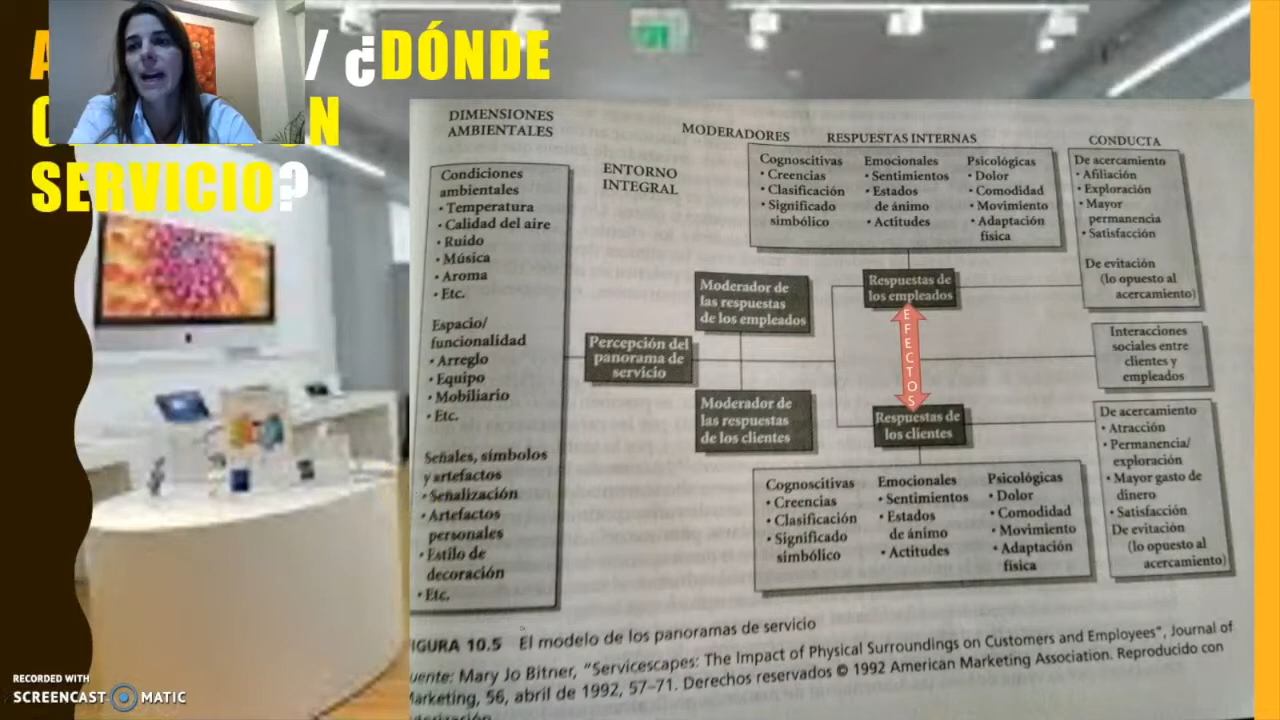 / ¿DÓNDE
N
SERVICIO?
DIMENSIONES
AMBIENTALES
Condiciones
ambientales
• Temperatura
• Calidad del aire
• Ruido
• Música
• Aroma
• Etc.
Espacio/
funcionalidad
• Arreglo
• Equipo
• Mobiliario
• Etc.
Señales, símbolos
y artefactos
• Señalización
• Artefactos
personales
• Estilo de
decoración
• Etc.
ENTORNO
INTEGRAL
Percepción del
panorama de
servicio
MODERADORES
Moderador de
las respuestas
de los empleados
Moderador de
las respuestas
de los clientes
RESPUESTAS INTERNAS
Cognoscitivas
• Creencias
• Clasificación
• Significado
simbólico
Emocionales
• Sentimientos
• Estados
de ánimo
• Actitudes
Psicológicas
• Dolor
• Comodidad
• Movimiento
• Adaptación
física
Respuestas de
los empleados
EFECTOS
Respuestas de
los clientes
Cognoscitivas
• Creencias
• Clasificación
• Significado
simbólico
Emocionales
• Sentimientos
• Estados
de ánimo
• Actitudes
Psicológicas
• Dolor
• Comodidad
• Movimiento
• Adaptación
física
CONDUCTA
De acercamiento
• Afiliación
• Exploración
• Mayor
permanencia
• Satisfacción
De evitación
(lo opuesto al
acercamiento)
Interacciones
sociales entre
clientes y
empleados
De acercamiento
• Atracción
• Permanencia/
exploración
• Mayor gasto de
dinero
• Satisfacción
De evitación
(lo opuesto al
acercamiento)
IGURA 10.5 El modelo de los panoramas de servicio
uente: Mary Jo Bitner, “Servicescapes: The Impact of Physical Surroundings on Customers and Employees”, Journal of
Marketing, 56, abril de 1992, 57–71. Derechos reservados © 1992 American Marketing Association. Reproducido con
RECORDED WITH
SCREENCAST MATIC